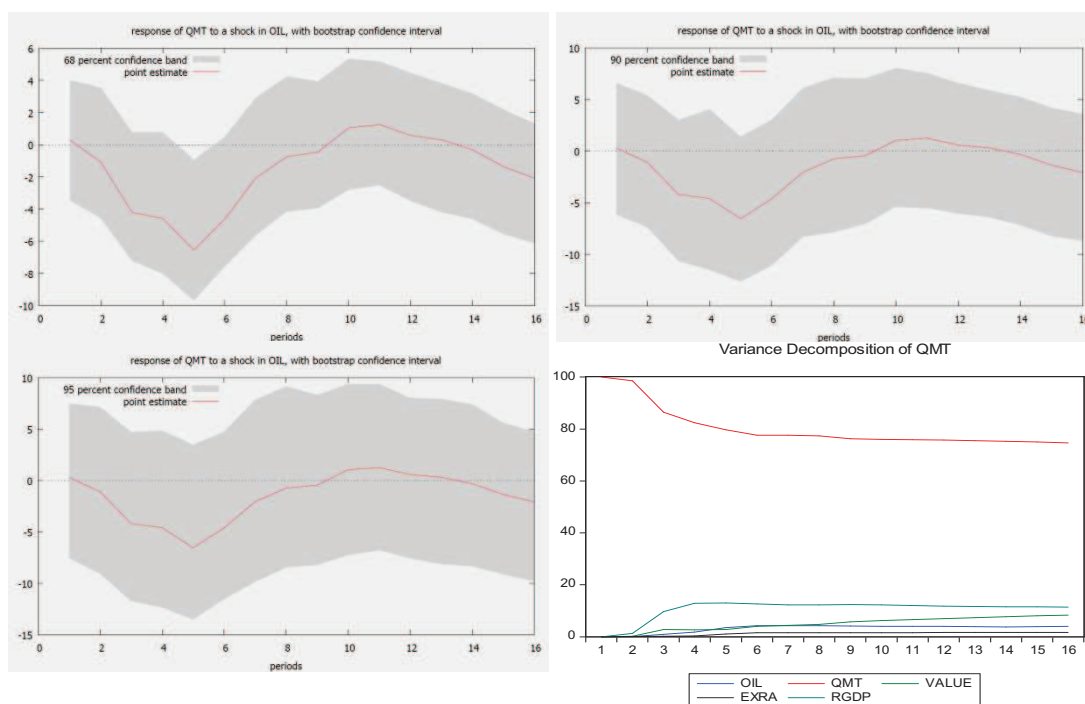 response of QMT to a shock in OIL, with bootstrap confidence interval
68 percent confidence band
point estimate
6
4
2
0
-2
-4
-6
-8
-10
0 2 4 6 8 10 12 14 16
periods
response of QMT to a shock in OIL, with bootstrap confidence interval
90 percent confidence band
point estimate
10
5
0
-5
-10
-15
0 2 4 6 8 10 12 14 16
periods
response of QMT to a shock in OIL, with bootstrap confidence interval
95 percent confidence band
point estimate
10
5
0
-5
-10
-15
0 2 4 6 8 10 12 14 16
periods
Variance Decomposition of QMT
100
80
60
40
20
0
1 2 3 4 5 6 7 8 9 10 11 12 13 14 15 16
OIL QMT VALUE
EXRA RGDP